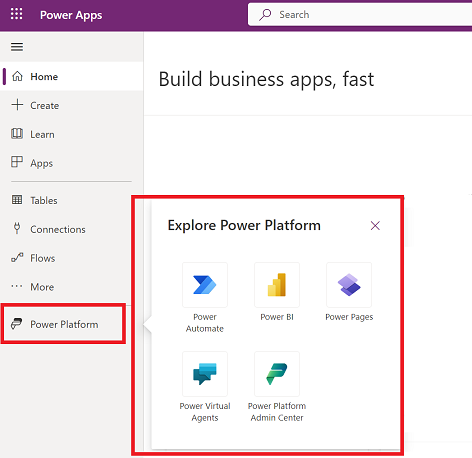 Power Apps
Search
Home
Build business apps, fast
Create
Learn
Apps
Tables
Connections
Flows
More
Power Platform
Explore Power Platform
Power
Automate
Power BI
Power Pages
Power Virtual
Agents
Power Platform
Admin Center